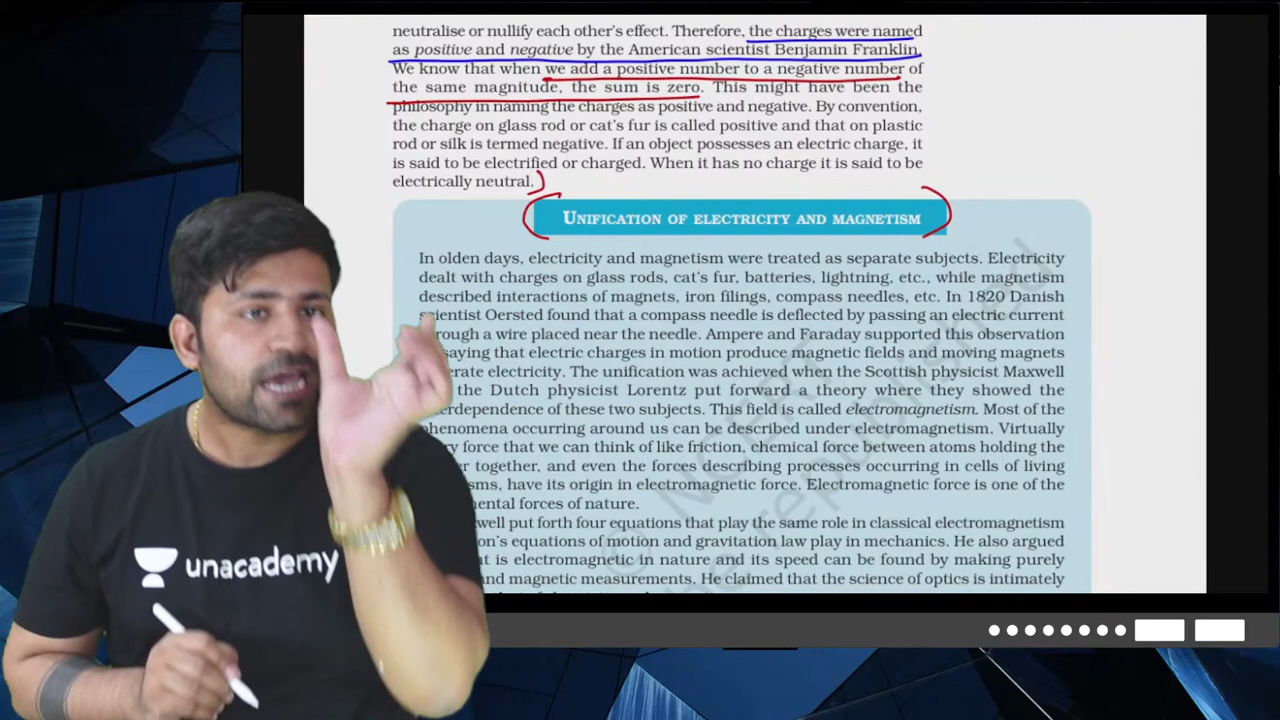 neutralise or nullify each other's effect. Therefore, the charges were named
as positive and negative by the American scientist Benjamin Franklin.
We know that when we add a positive number to a negative number of
the same magnitude, the sum is zero. This might have been the
philosophy in naming the charges as positive and negative. By convention,
the charge on glass rod or cat's fur is called positive and that on plastic
rod or silk is termed negative. If an object possesses an electric charge, it
is said to be electrified or charged. When it has no charge it is said to be
electrically neutral.
UNIFICATION OF ELECTRICITY AND MAGNETISM
In olden days, electricity and magnetism were treated as separate subjects. Electricity
dealt with charges on glass rods, cat's fur, batteries, lightning, etc., while magnetism
described interactions of magnets, iron filings, compass needles, etc. In 1820 Danish
scientist Oersted found that a compass needle is deflected by passing an electric current
through a wire placed near the needle. Ampere and Faraday supported this observation
saying that electric charges in motion produce magnetic fields and moving magnets
electricity. The unification was achieved when the Scottish physicist Maxwell
the Dutch physicist Lorentz put forward a theory where they showed the
of these two subjects. This field is called electromagnetism. Most of the
phenomena occurring around us can be described under electromagnetism. Virtually
force that we can think of like friction, chemical force between atoms holding the
together, and even the forces describing processes occurring in cells of living
have its origin in electromagnetic force. Electromagnetic force is one of the
forces of nature.
put forth four equations that play the same role in classical electromagnetism
equations of motion and gravitation law play in mechanics. He also argued
is electromagnetic in nature and its speed can be found by making purely
and magnetic measurements. He claimed that the science of optics is intimately
© NCERT
republished
unacademy